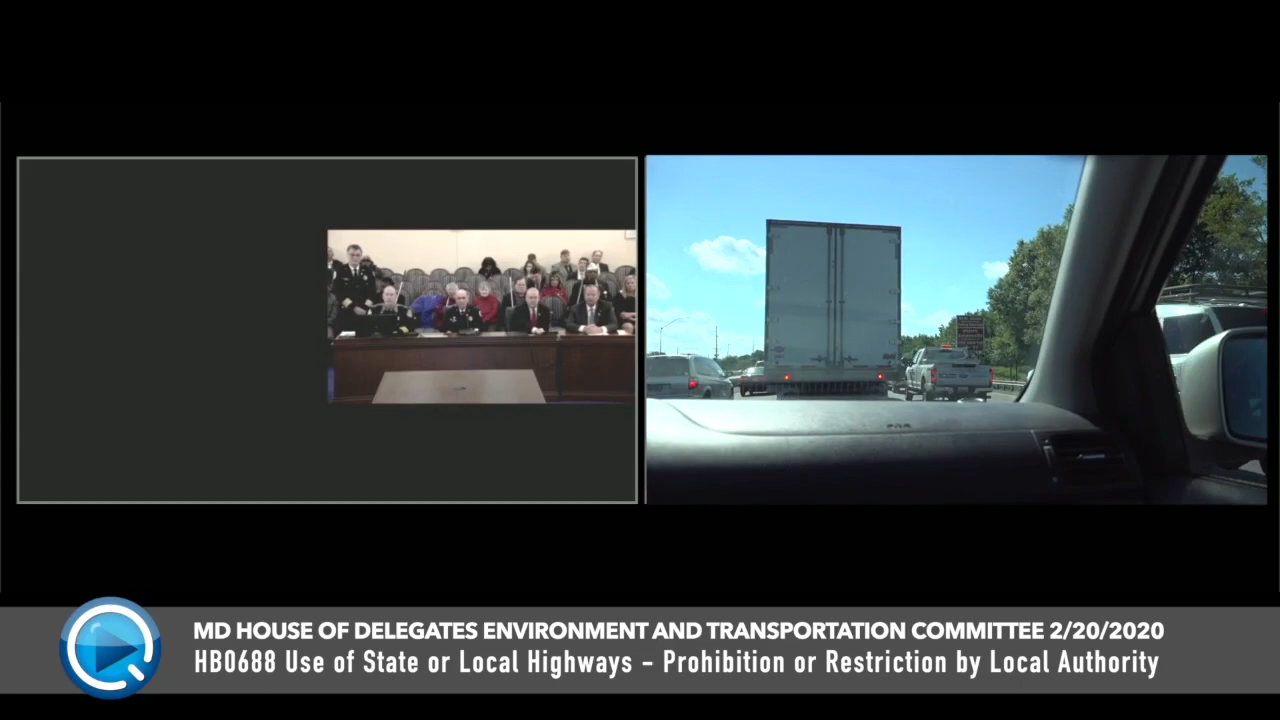 MD HOUSE OF DELEGATES ENVIRONMENT AND TRANSPORTATION COMMITTEE 2/20/2020
HB0688 Use of State or Local Highways – Prohibition or Restriction by Local Authority